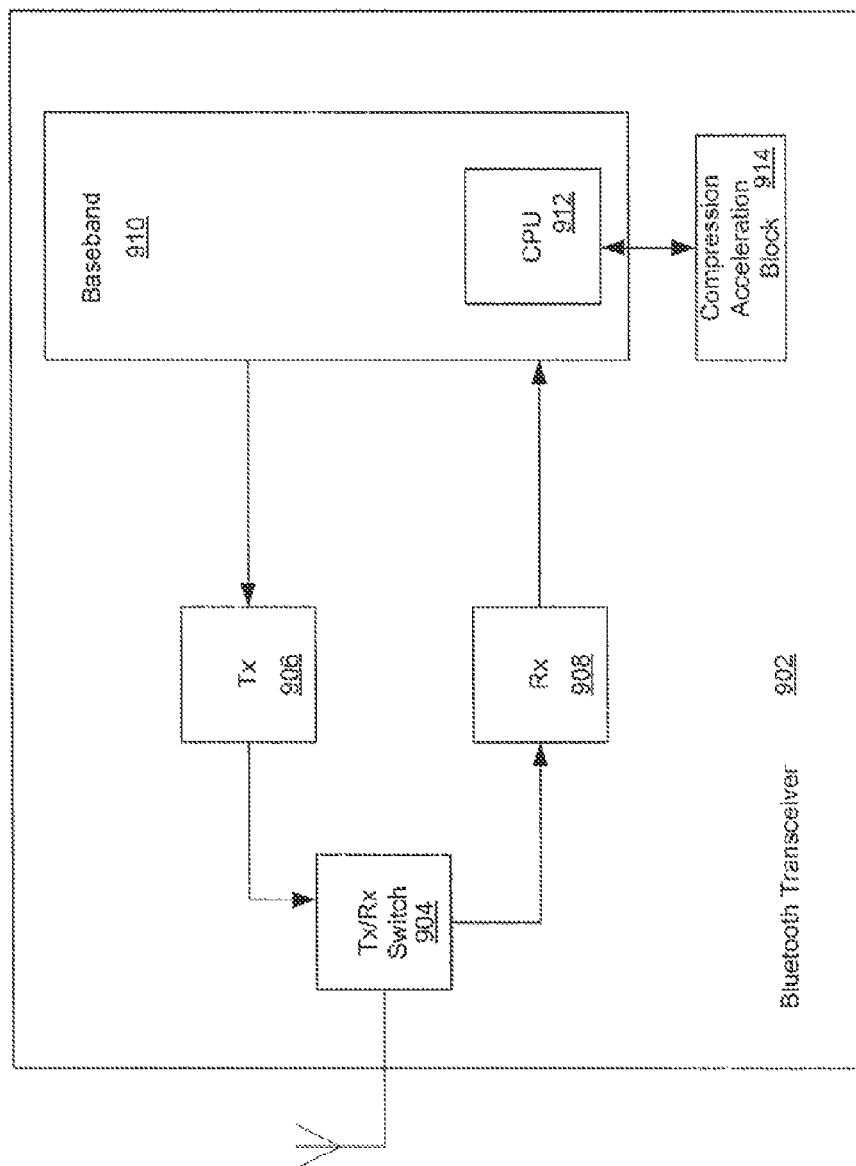 Baseband
910
CPU
912
Compression
Acceleration
Block 914
Tx
906
Rx
908
Tx/Rx
Switch
904
Bluetooth Transceiver 902